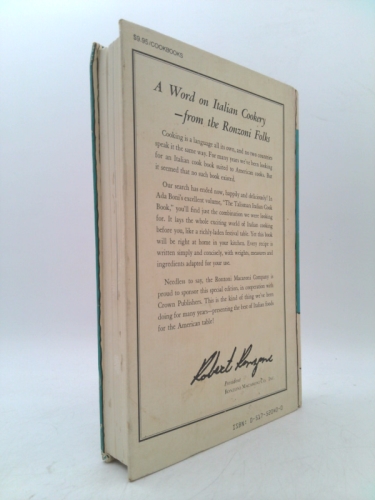 $3.95/COOKBOOKS
A Word on Italian Cookery
—from the Ronzoni Folks
Cooking is a language all its own, and no two countries
speak it the same way. For many years we've been looking
for an Italian cook book suited to American cooks. But
it seemed that no such book existed.
Our search has ended now, happily and deliciously! In
Ada Boni's excellent volume, "The Talisman Italian Cook
Book," you'll find just the combination we were looking
for. It lays the whole exciting world of Italian cooking
before you, like a richly-laden festival table. Yet this book
will be right at home in your kitchen. Every recipe is
written simply and concisely, with weights, measures and
ingredients adapted for your use.
Needless to say, the Ronzoni Macaroni Company is
proud to sponsor this special edition, in cooperation with
Crown Publishers. This is the kind of thing we've been
doing for many years—presenting the best of Italian foods
for the American table!
Robert Ronzoni
President
Ronzoni Macaroni Co., Inc.
ISBN: